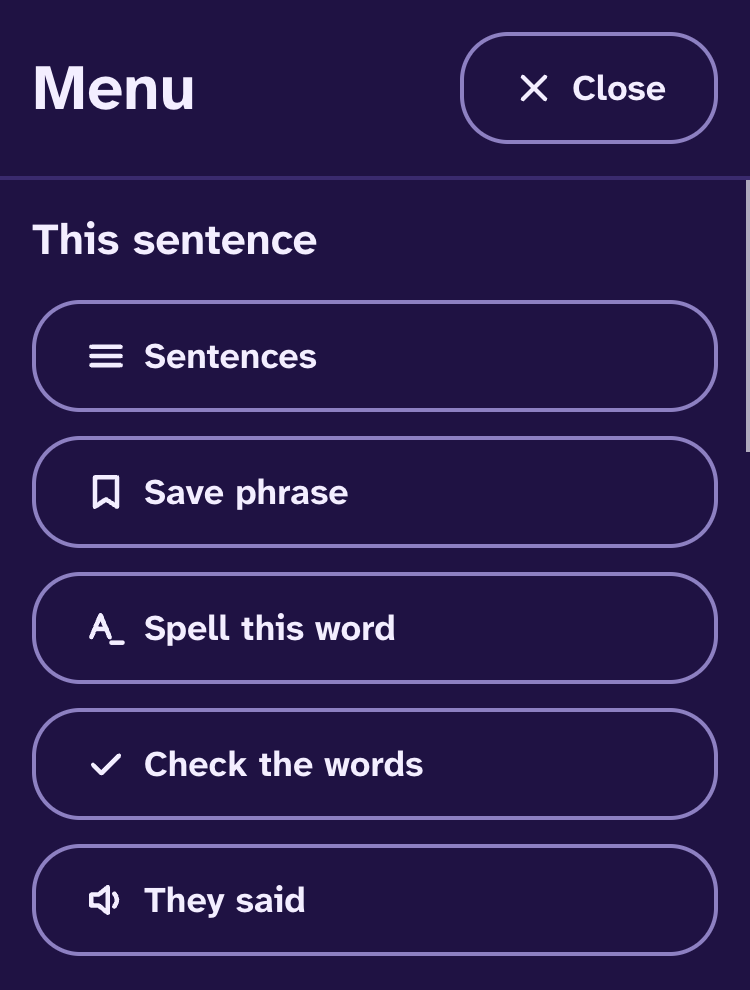 Menu
Close
This sentence
Sentences
Save phrase
Spell this word
Check the words
They said